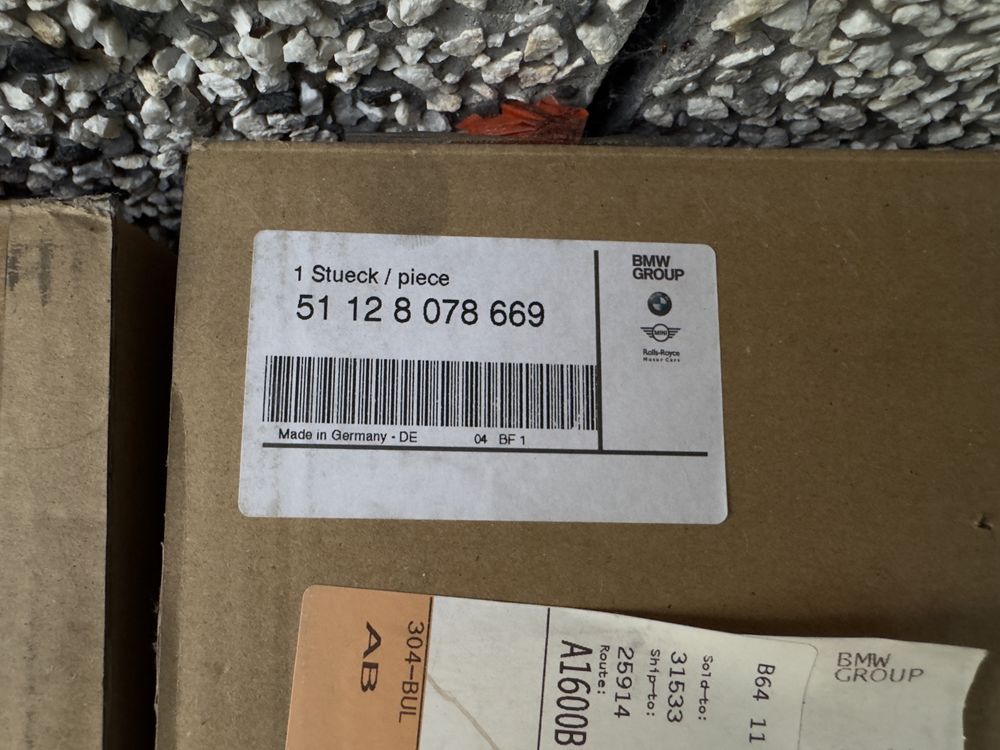 1 Stueck / piece
51 12 8 078 669
Made in Germany - DE 04 BF 1
BMW
GROUP
MINI
Rolls-Royce
Motor Cars
304-BUL
AB
B64 11
Sold-to:
31533
Ship-to:
25914
Route:
A1600B
BMW
GROUP